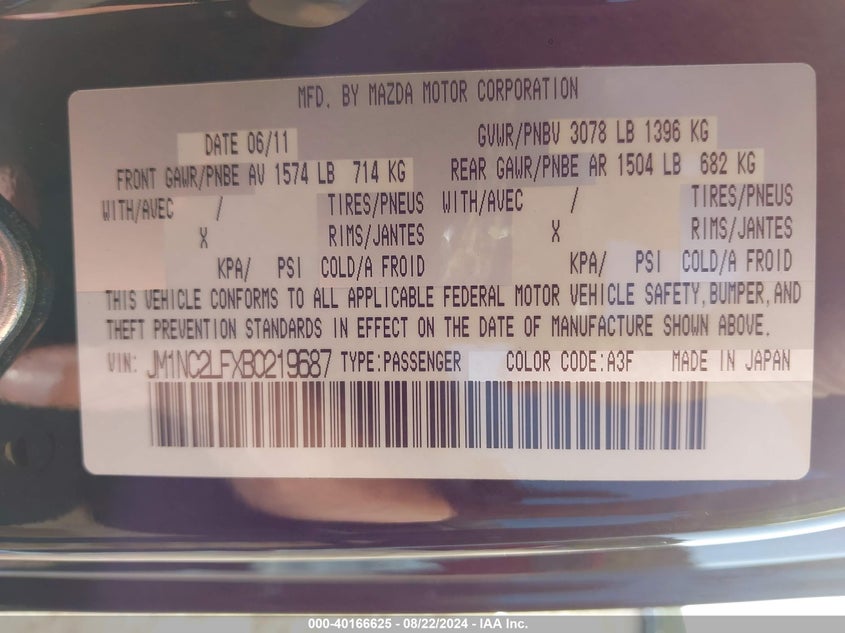 MFD. BY MAZDA MOTOR CORPORATION
DATE 06/11 GVWR/PNBV 3078 LB 1396 KG
FRONT GAWR/PNBE AV 1574 LB 714 KG REAR GAWR/PNBE AR 1504 LB 682 KG
WITH/AVEC / TIRES/PNEUS WITH/AVEC / TIRES/PNEUS
X RIMS/JANTES X RIMS/JANTES
KPA/ PSI COLD/A FROID KPA/ PSI COLD/A FROID
THIS VEHICLE CONFORMS TO ALL APPLICABLE FEDERAL MOTOR VEHICLE SAFETY, BUMPER, AND
THEFT PREVENTION STANDARDS IN EFFECT ON THE DATE OF MANUFACTURE SHOWN ABOVE.
VIN: JM1NC2LFXB0219687 TYPE:PASSENGER COLOR CODE:A3F MADE IN JAPAN
000-40166625 - 08/22/2024 - IAA Inc.